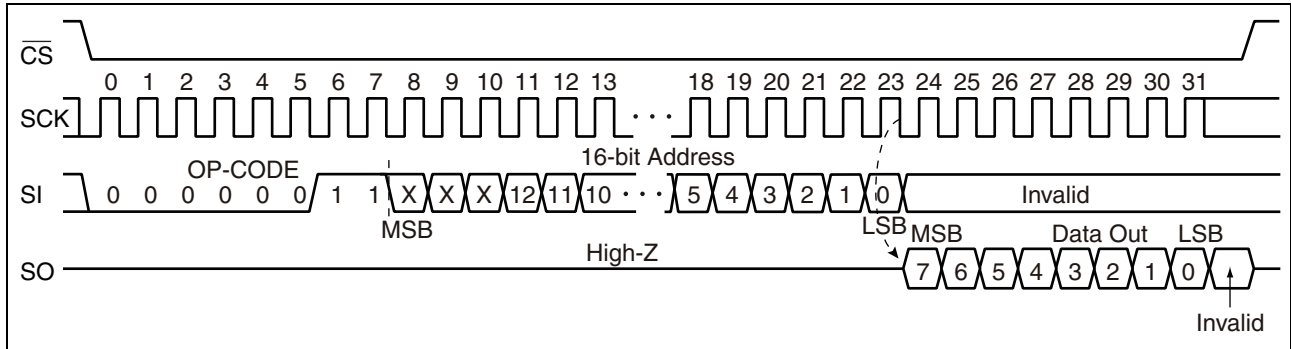 CS
0 1 2 3 4 5 6 7 8 9 10 11 12 13 18 19 20 21 22 23 24 25 26 27 28 29 30 31
SCK
OP-CODE 16-bit Address
SI 0 0 0 0 0 0 1 1 X X X 12 11 10 ··· 5 4 3 2 1 0 Invalid
MSB LSB MSB Data Out LSB
High-Z
SO 7 6 5 4 3 2 1 0
Invalid